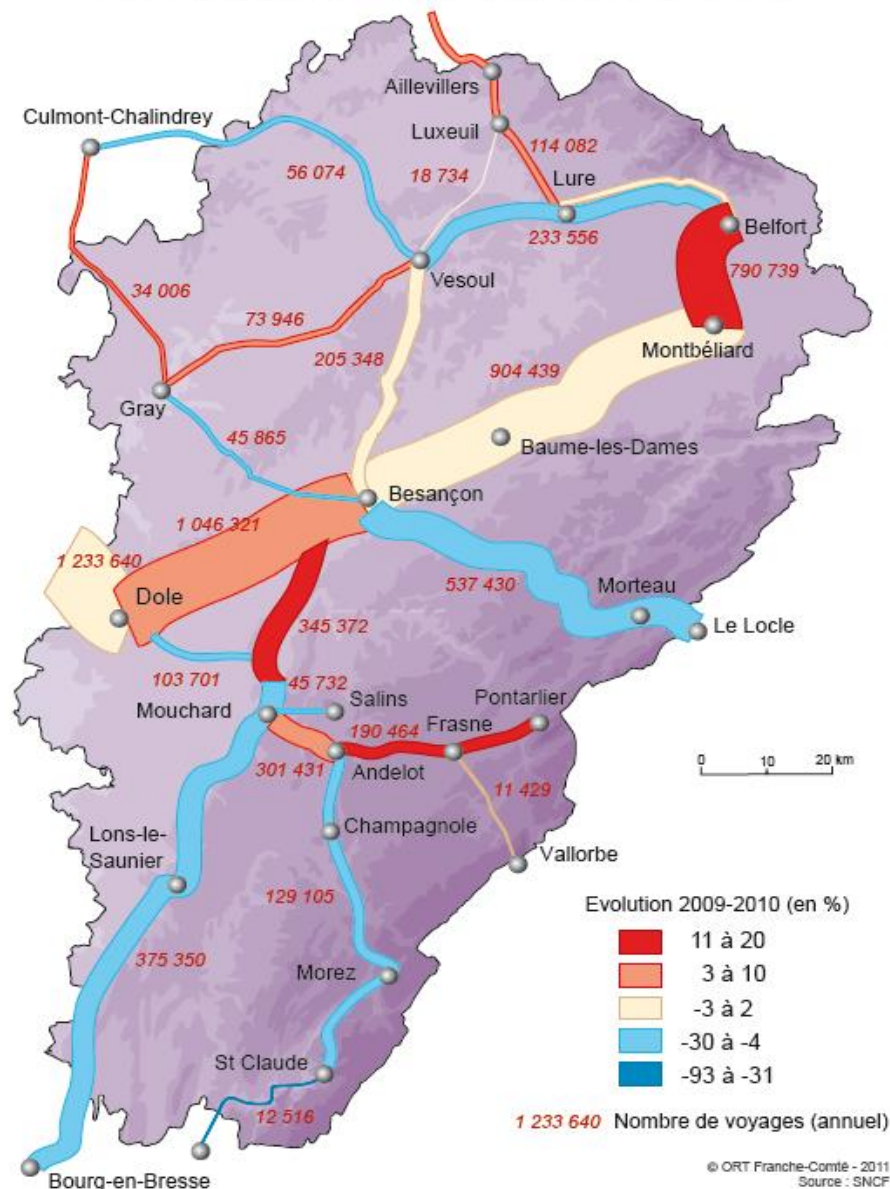 Aillevillers
Culmont-Chalindrey
Luxeuil
114 082
56 074
18 734
Lure
Belfort
233 556
Vesoul
790 739
34 006
73 946
Montbéliard
205 348
904 439
Gray
45 865
Baume-les-Dames
Besançon
1 046 321
1 233 640
537 430
Morteau
Dole
Le Locle
345 372
103 701
45 732
Salins
Pontarlier
Mouchard
Frasne
190 464
301 431
Andelot
0 10 20 km
11 429
Champagnole
Lons-le-
Saunier
Vallorbe
129 105
Evolution 2009-2010 (en %)
11 à 20
375 350
3 à 10
Morez
-3 à 2
-30 à -4
St Claude
-93 à -31
12 516
1 233 640 Nombre de voyages (annuel)
Bourg-en-Bresse
© ORT Franche-Comté - 2011
Source : SNCF